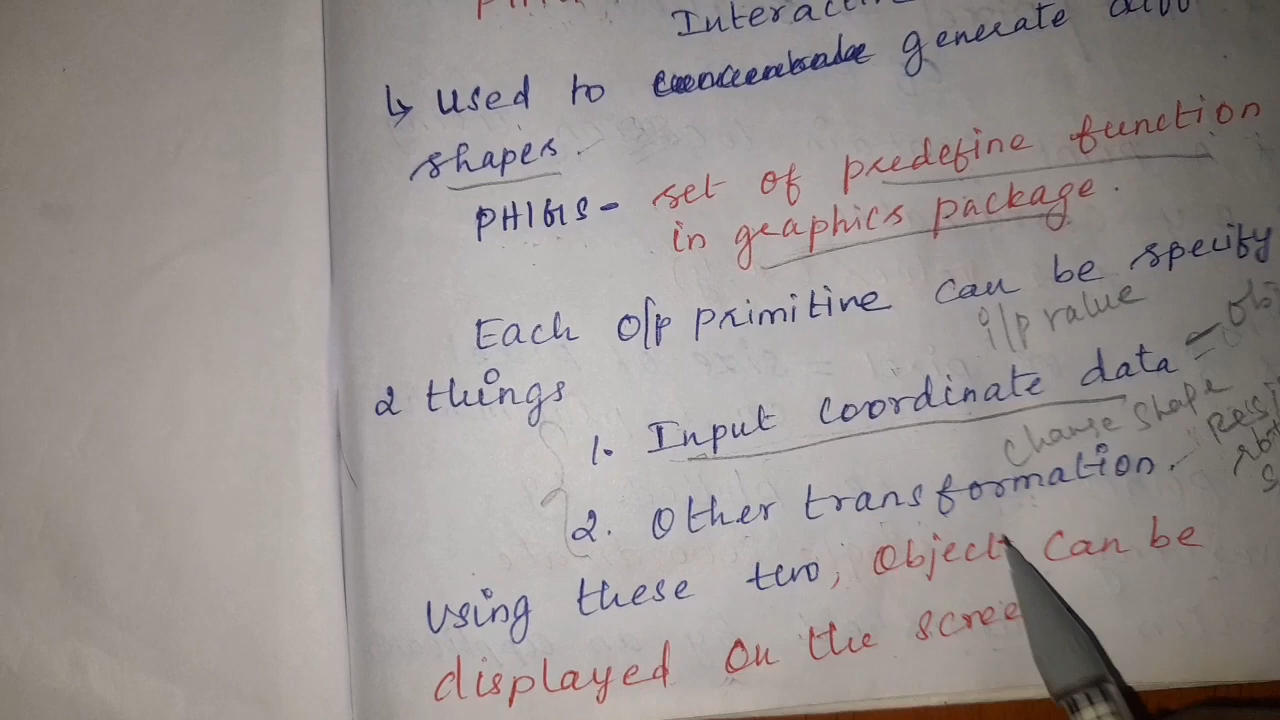 ↳ used to generate
shapes.
PHIGS - set of predefine function
in graphics package.
Each o/p primitive can be specify
i/p value
2 things
1. Input coordinate data -
change shape
2. Other transformation.
using these two, Object can be
displayed on the